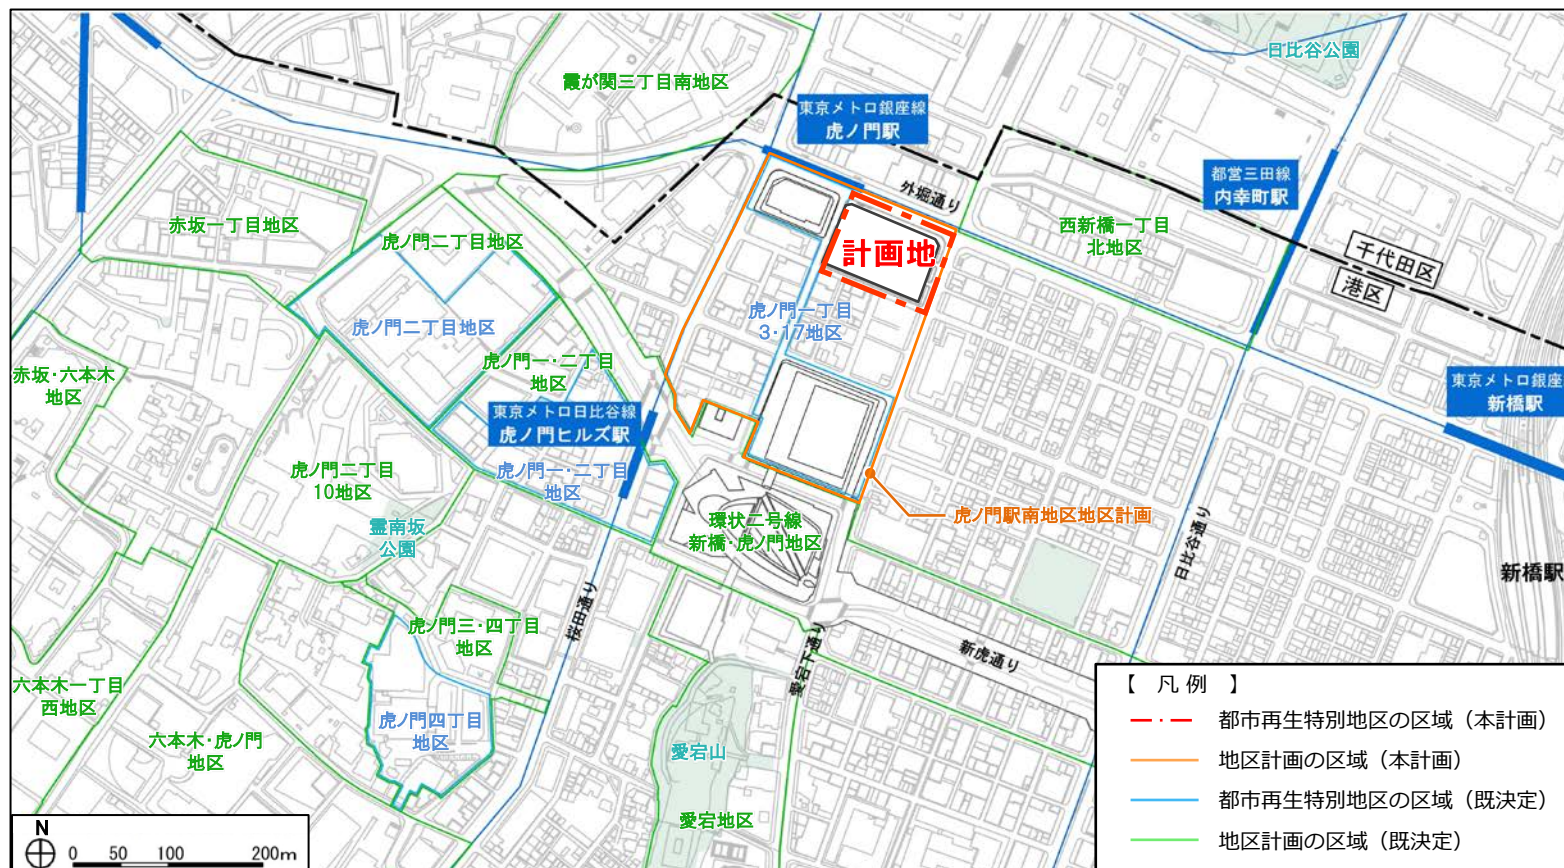 日比谷公園
霞が関三丁目南地区
東京メトロ銀座線
虎ノ門駅
外堀通り
都営三田線
内幸町駅
西新橋一丁目
北地区
千代田区
港区
赤坂一丁目地区
虎ノ門二丁目地区
計画地
虎ノ門二丁目地区
虎ノ門一丁目
3・17地区
虎ノ門一・二丁目
地区
赤坂・六本木
地区
東京メトロ銀座
新橋駅
東京メトロ日比谷線
虎ノ門ヒルズ駅
虎ノ門二丁目
10地区
虎ノ門一・二丁目
地区
霊南坂
公園
環状二号線
新橋・虎ノ門地区
虎ノ門駅南地区地区計画
日比谷通り
新橋駅
桜田通り
虎ノ門三・四丁目
地区
愛宕下通り
新虎通り
六本木一丁目
西地区
虎ノ門四丁目
地区
六本木・虎ノ門
地区
愛宕山
愛宕地区
【 凡 例 】
都市再生特別地区の区域（本計画）
地区計画の区域（本計画）
都市再生特別地区の区域（既決定）
地区計画の区域（既決定）
N
0 50 100 200m